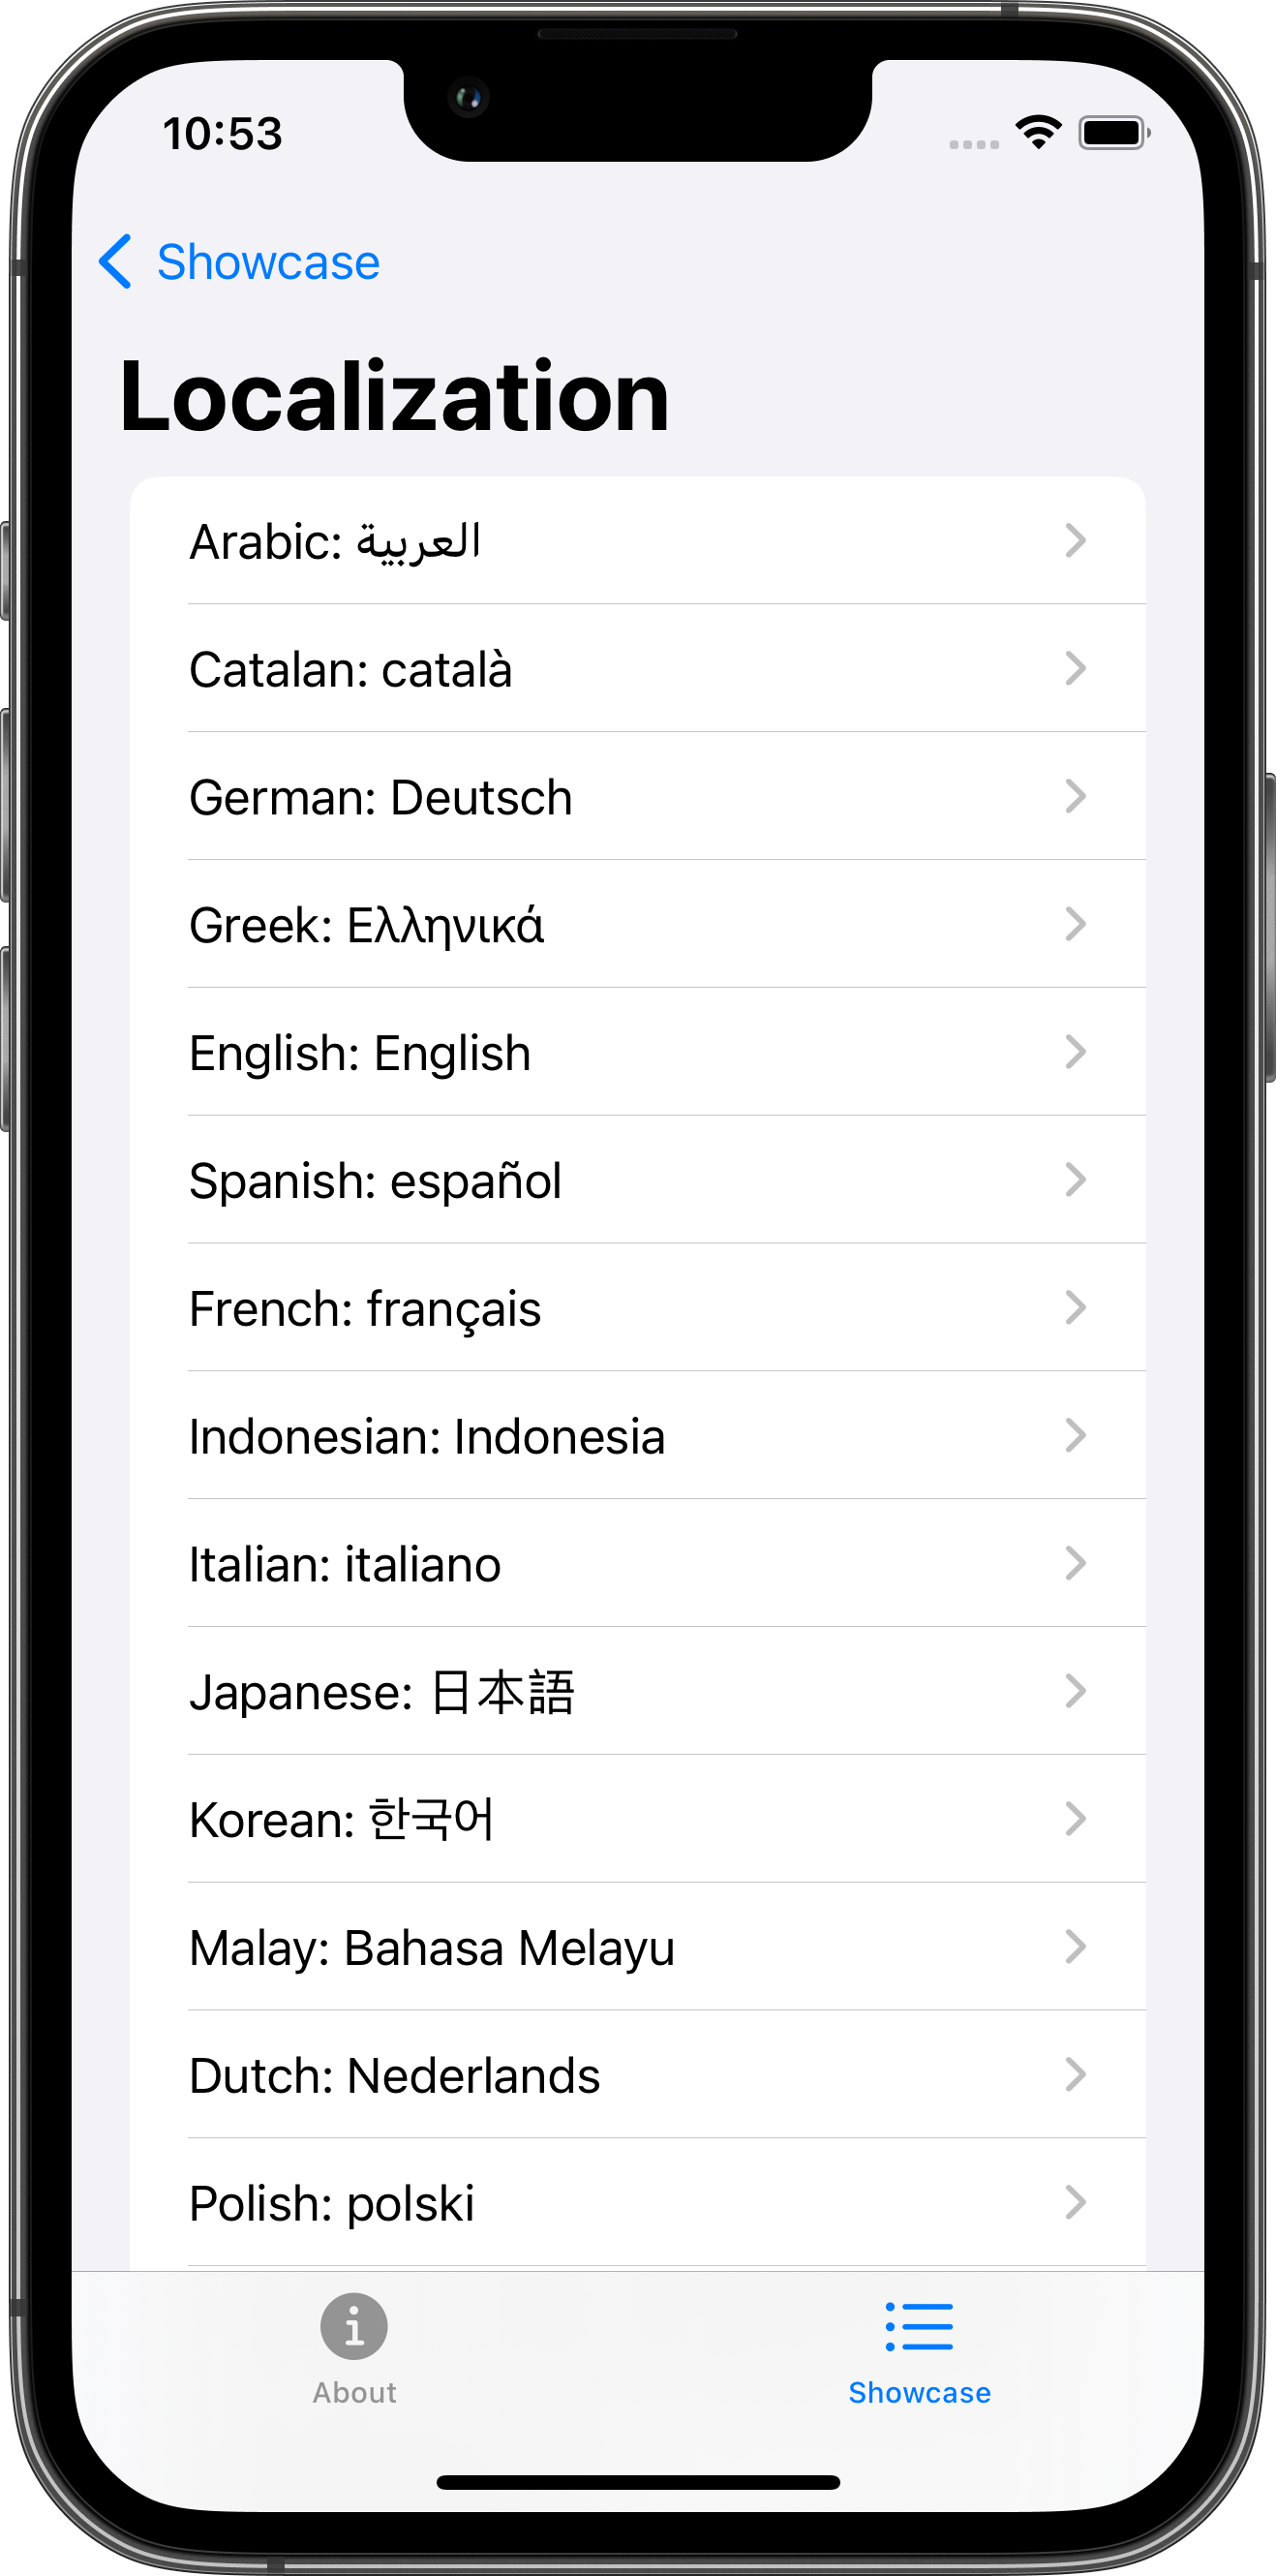 10:53
Showcase
Localization
Arabic: العربية
Catalan: català
German: Deutsch
Greek: Ελληνικά
English: English
Spanish: español
French: français
Indonesian: Indonesia
Italian: italiano
Japanese: 日本語
Korean: 한국어
Malay: Bahasa Melayu
Dutch: Nederlands
Polish: polski
About
Showcase